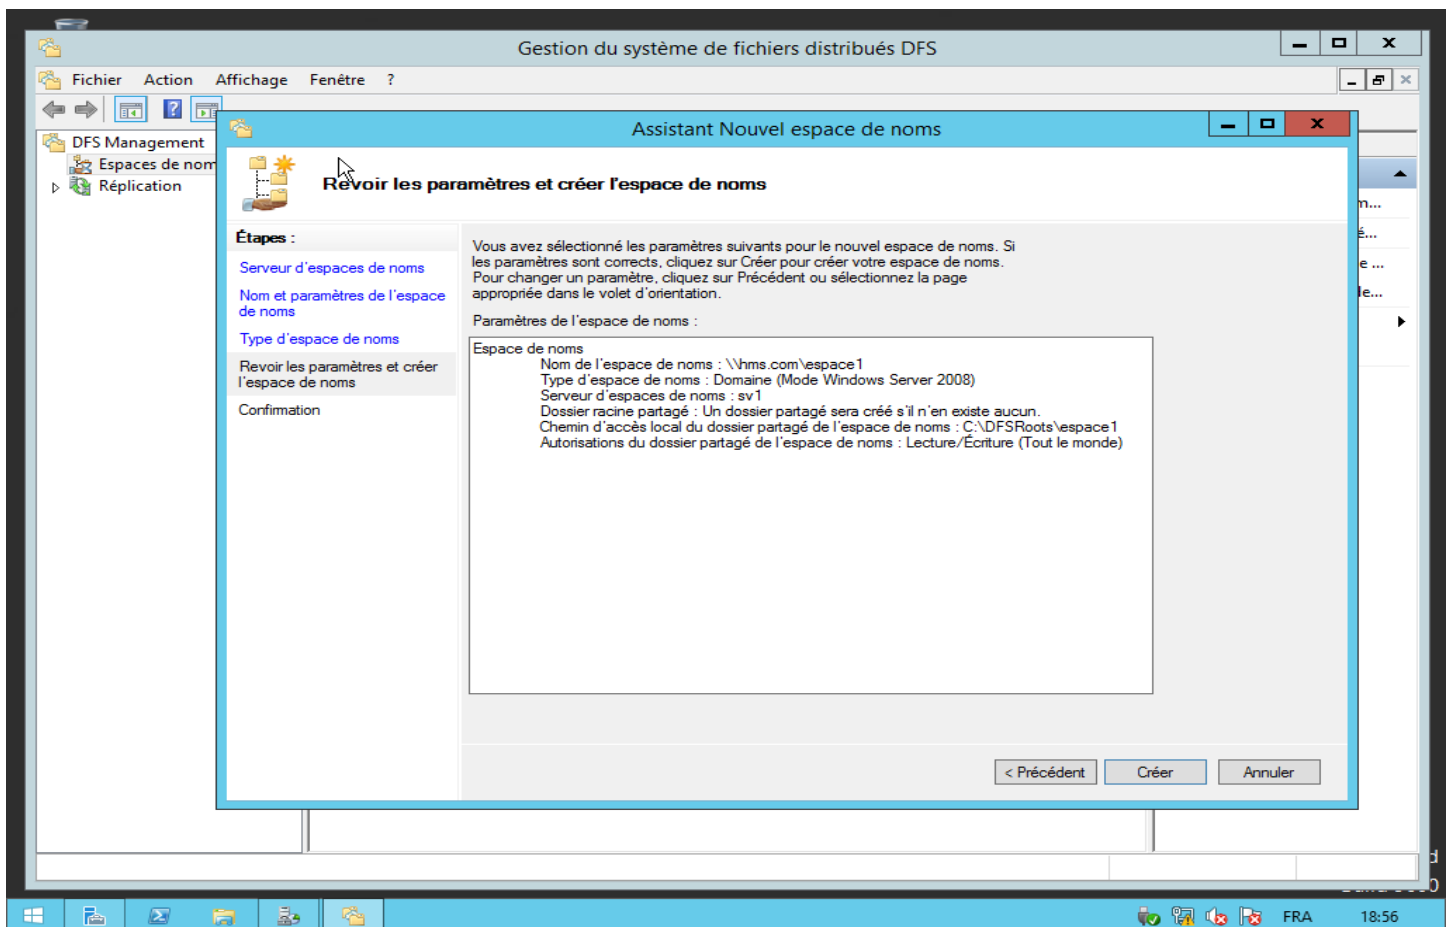 Gestion du système de fichiers distribués DFS
Fichier Action Affichage Fenêtre ?
DFS Management
Espaces de nom
Réplication
Assistant Nouvel espace de noms
Revoir les paramètres et créer l'espace de noms
Étapes :
Serveur d'espaces de noms
Nom et paramètres de l'espace
de noms
Type d'espace de noms
Revoir les paramètres et créer
l'espace de noms
Confirmation
Vous avez sélectionné les paramètres suivants pour le nouvel espace de noms. Si
les paramètres sont corrects, cliquez sur Créer pour créer votre espace de noms.
Pour changer un paramètre, cliquez sur Précédent ou sélectionnez la page
appropriée dans le volet d'orientation.
Paramètres de l'espace de noms :
Espace de noms
Nom de l'espace de noms : \\hms.com\espace1
Type d'espace de noms : Domaine (Mode Windows Server 2008)
Serveur d'espaces de noms : sv1
Dossier racine partagé : Un dossier partagé sera créé s'il n'en existe aucun.
Chemin d'accès local du dossier partagé de l'espace de noms : C:\DFSRoots\espace1
Autorisations du dossier partagé de l'espace de noms : Lecture/Écriture (Tout le monde)
< Précédent Créer Annuler
m...
é...
e ...
le...
FRA 18:56